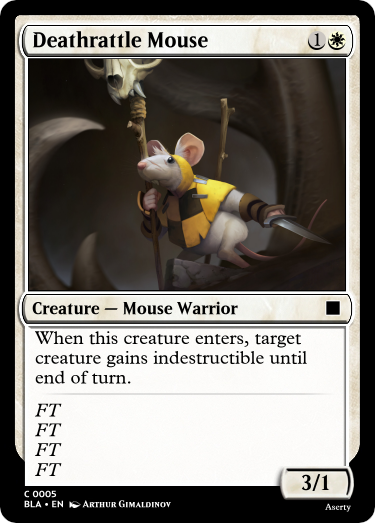 Deathrattle Mouse 1
Creature — Mouse Warrior
When this creature enters, target
creature gains indestructible until
end of turn.
FT
FT
FT
FT
3/1
C 0005
BLA • EN Arthur Gimaldinov
Aserty